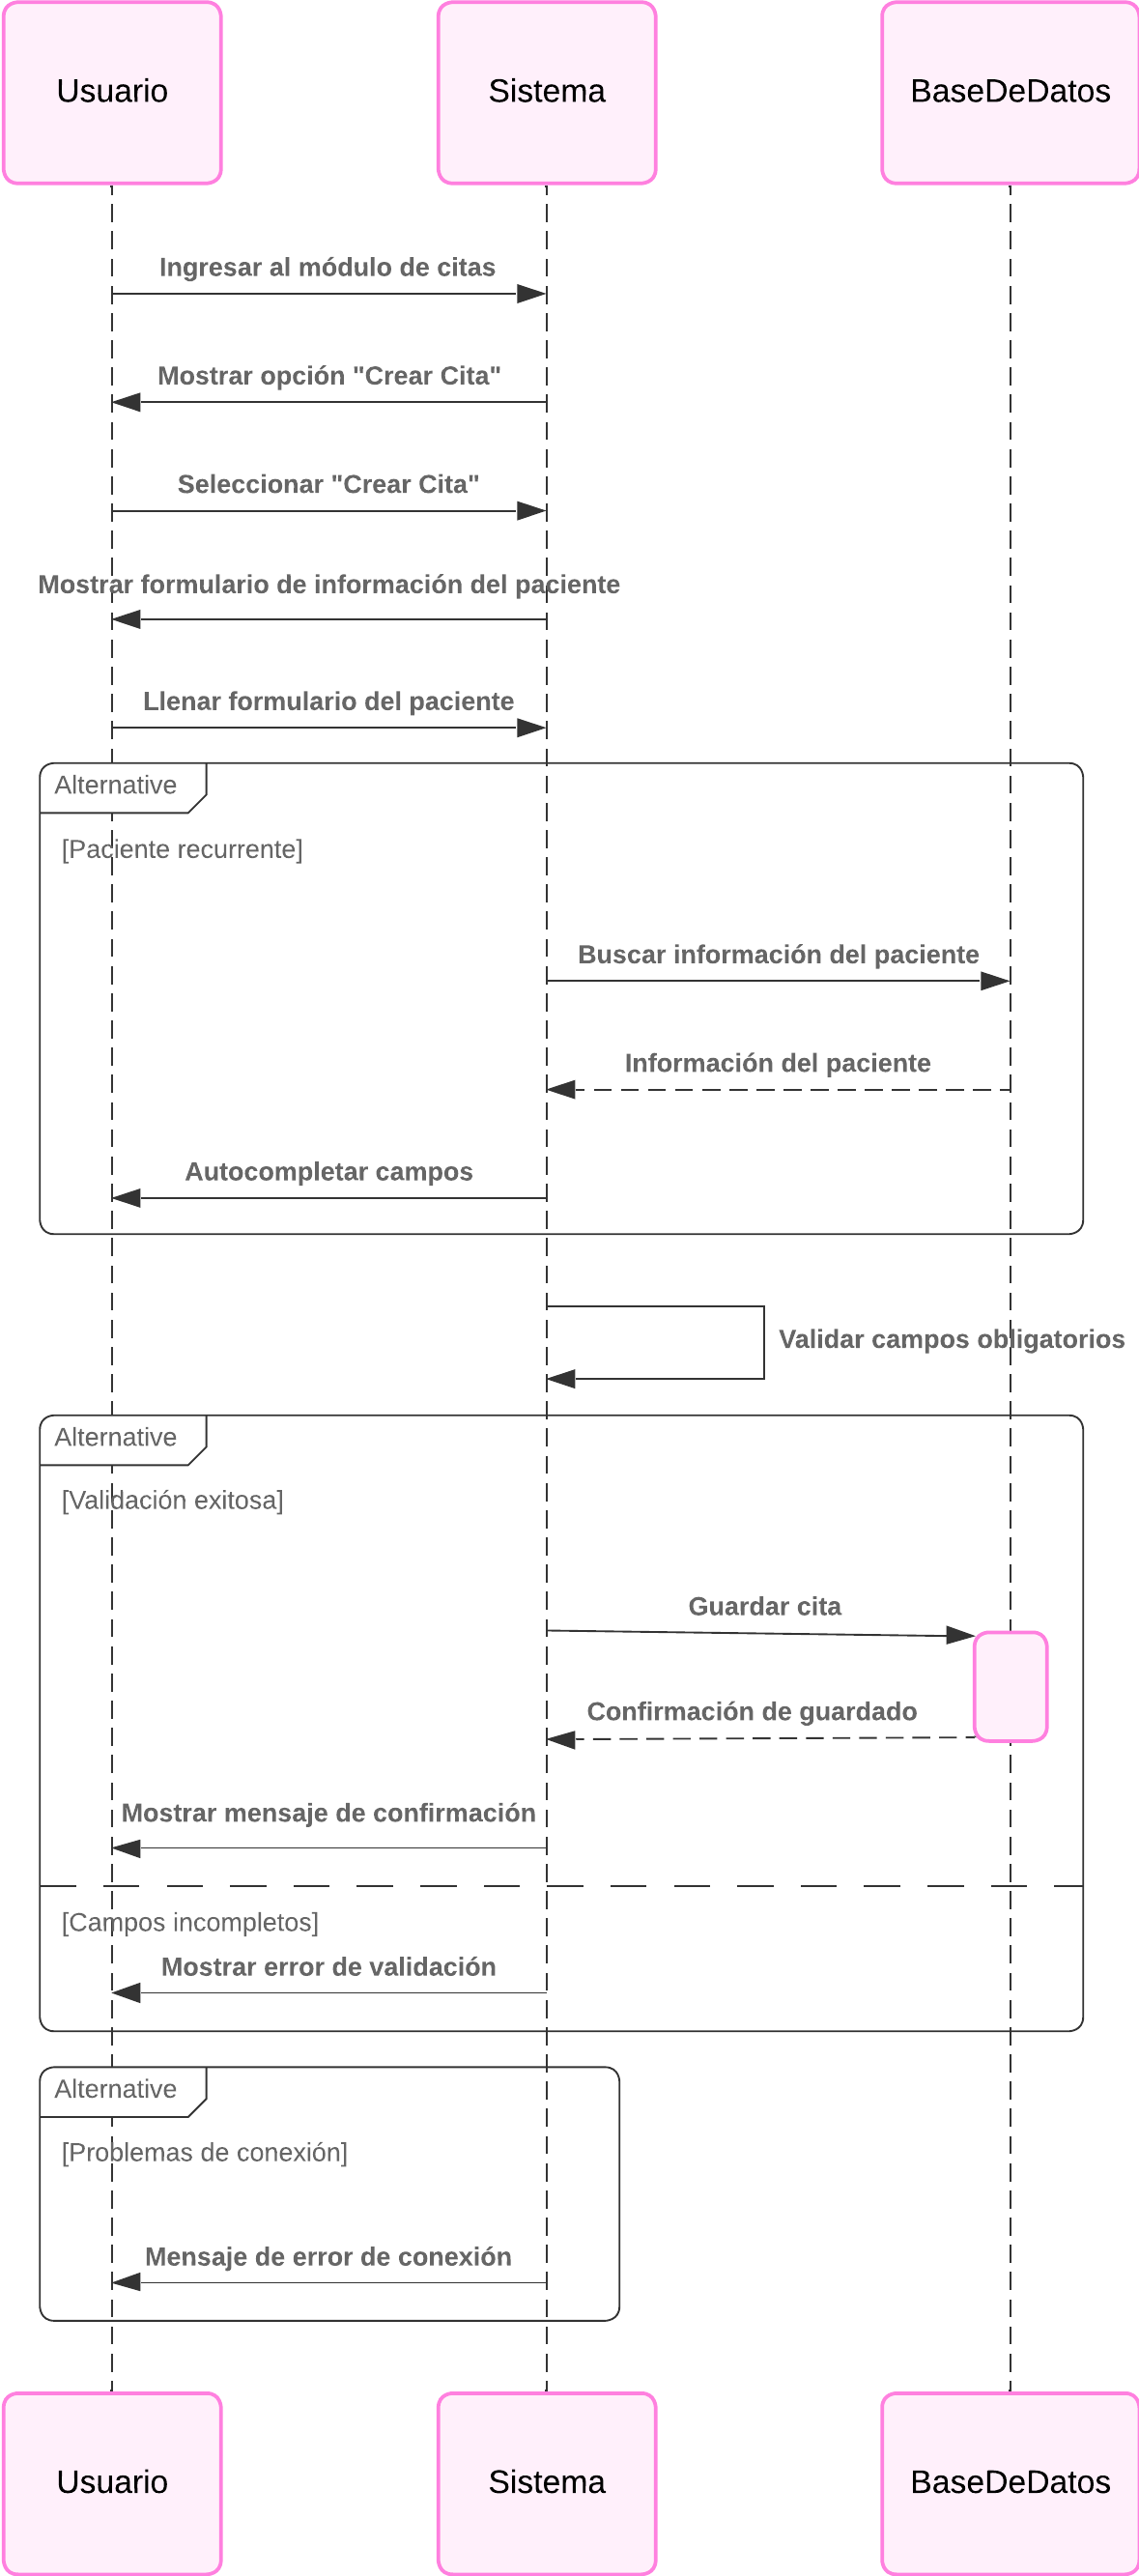 Usuario
Sistema
BaseDeDatos
Ingresar al módulo de citas
Mostrar opción "Crear Cita"
Seleccionar "Crear Cita"
Mostrar formulario de información del paciente
Llenar formulario del paciente
Alternative
[Paciente recurrente]
Buscar información del paciente
Información del paciente
Autocompletar campos
Validar campos obligatorios
Alternative
[Validación exitosa]
Guardar cita
Confirmación de guardado
Mostrar mensaje de confirmación
[Campos incompletos]
Mostrar error de validación
Alternative
[Problemas de conexión]
Mensaje de error de conexión
Usuario
Sistema
BaseDeDatos